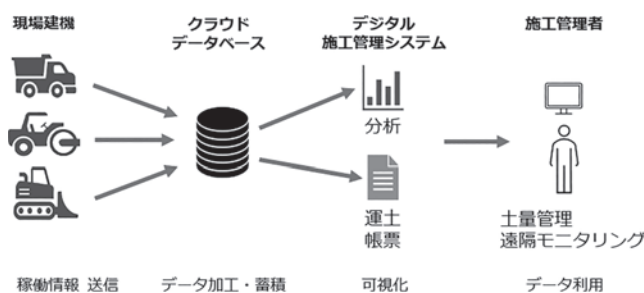 現場建機
クラウド
データベース
デジタル
施工管理システム
施工管理者
分析
運土
帳票
土量管理
遠隔モニタリング
稼働情報 送信
データ加工・蓄積
可視化
データ利用